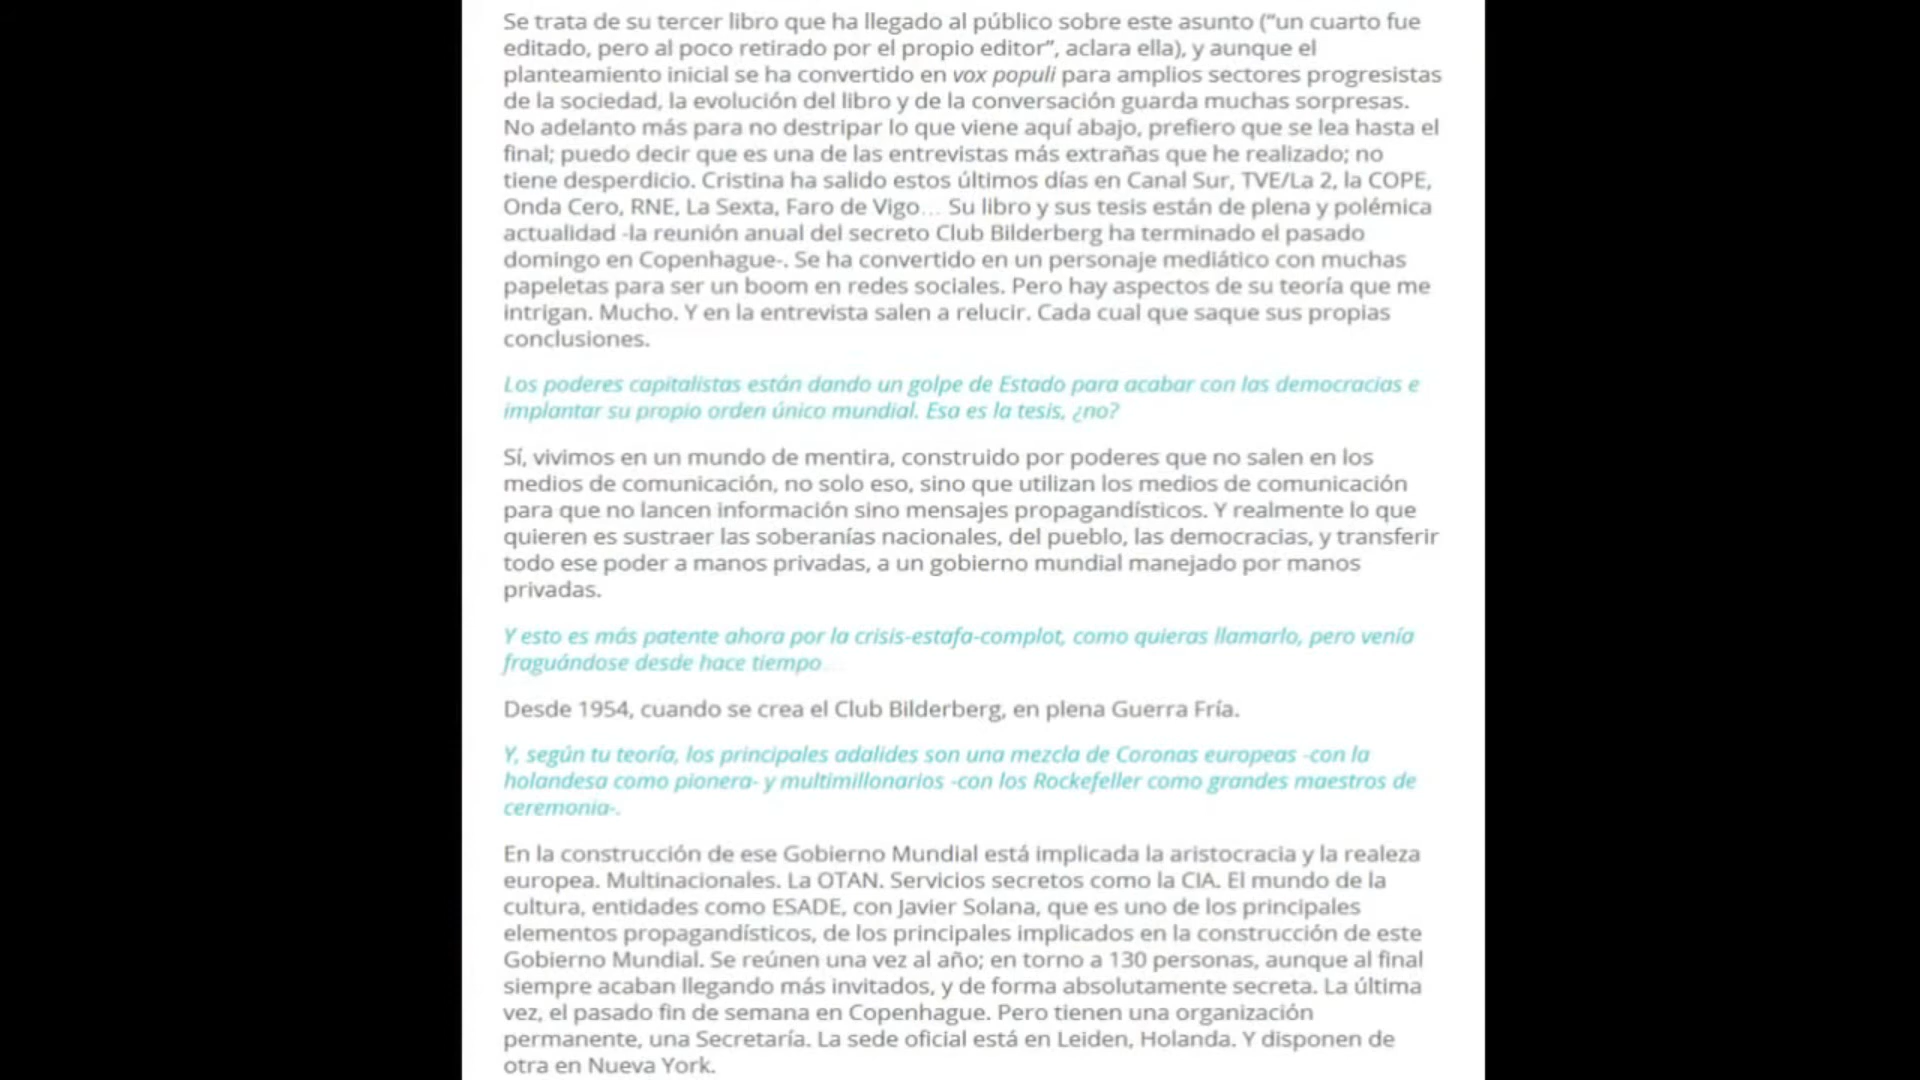 Se trata de su tercer libro que ha llegado al público sobre este asunto (“un cuarto fue
editado, pero al poco retirado por el propio editor”, aclara ella), y aunque el
planteamiento inicial se ha convertido en vox populi para amplios sectores progresistas
de la sociedad, la evolución del libro y de la conversación guarda muchas sorpresas.
No adelanto más para no destripar lo que viene aquí abajo, prefiero que se lea hasta el
final; puedo decir que es una de las entrevistas más extrañas que he realizado; no
tiene desperdicio. Cristina ha salido estos últimos días en Canal Sur, TVE/La 2, la COPE,
Onda Cero, RNE, La Sexta, Faro de Vigo… Su libro y sus tesis están de plena y polémica
actualidad -la reunión anual del secreto Club Bilderberg ha terminado el pasado
domingo en Copenhague-. Se ha convertido en un personaje mediático con muchas
papeletas para ser un boom en redes sociales. Pero hay aspectos de su teoría que me
intrigan. Mucho. Y en la entrevista salen a relucir. Cada cual que saque sus propias
conclusiones.
Los poderes capitalistas están dando un golpe de Estado para acabar con las democracias e
implantar su propio orden único mundial. Esa es la tesis, ¿no?
Sí, vivimos en un mundo de mentira, construido por poderes que no salen en los
medios de comunicación, no solo eso, sino que utilizan los medios de comunicación
para que no lancen información sino mensajes propagandísticos. Y realmente lo que
quieren es sustraer las soberanías nacionales, del pueblo, las democracias, y transferir
todo ese poder a manos privadas, a un gobierno mundial manejado por manos
privadas.
Y esto es más patente ahora por la crisis-estafa-complot, como quieras llamarlo, pero venía
fraguándose desde hace tiempo…
Desde 1954, cuando se crea el Club Bilderberg, en plena Guerra Fría.
Y, según tu teoría, los principales adalides son una mezcla de Coronas europeas -con la
holandesa como pionera- y multimillonarios -con los Rockefeller como grandes maestros de
ceremonia-.
En la construcción de ese Gobierno Mundial está implicada la aristocracia y la realeza
europea. Multinacionales. La OTAN. Servicios secretos como la CIA. El mundo de la
cultura, entidades como ESADE, con Javier Solana, que es uno de los principales
elementos propagandísticos, de los principales implicados en la construcción de este
Gobierno Mundial. Se reúnen una vez al año; en torno a 130 personas, aunque al final
siempre acaban llegando más invitados, y de forma absolutamente secreta. La última
vez, el pasado fin de semana en Copenhague. Pero tienen una organización
permanente, una Secretaría. La sede oficial está en Leiden, Holanda. Y disponen de
otra en Nueva York.